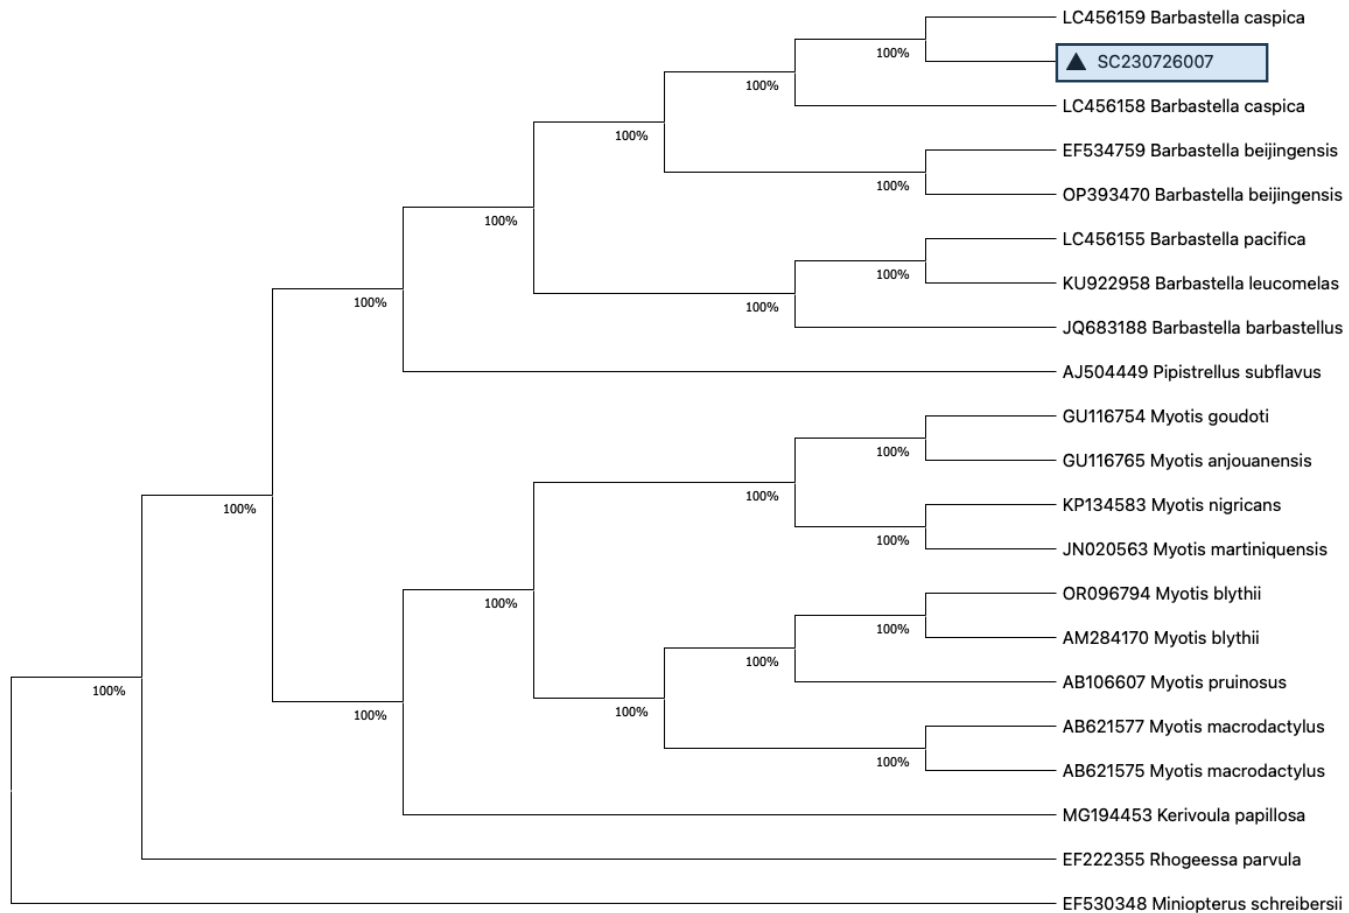 LC456159 Barbastella caspica
100%
▲ SC230726007
100%
LC456158 Barbastella caspica
100%
EF534759 Barbastella beijingensis
100%
OP393470 Barbastella beijingensis
100%
LC456155 Barbastella pacifica
100%
KU922958 Barbastella leucomelas
100%
100%
JQ683188 Barbastella barbastellus
AJ504449 Pipistrellus subflavus
GU116754 Myotis goudoti
100%
GU116765 Myotis anjouanensis
100%
100%
KP134583 Myotis nigricans
100%
JN020563 Myotis martiniquensis
OR096794 Myotis blythii
100%
100%
AM284170 Myotis blythii
100%
AB106607 Myotis pruinosus
100%
100%
100%
AB621577 Myotis macrodactylus
100%
AB621575 Myotis macrodactylus
MG194453 Kerivoula papillosa
EF222355 Rhogeessa parvula
EF530348 Miniopterus schreibersii